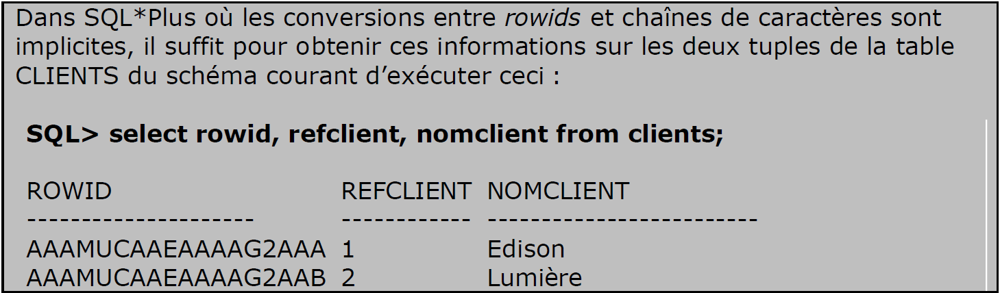 Dans SQL*Plus où les conversions entre rowids et chaînes de caractères sont
implicites, il suffit pour obtenir ces informations sur les deux tuples de la table
CLIENTS du schéma courant d’exécuter ceci :
SQL> select rowid, refclient, nomclient from clients;
ROWID REFCLIENT NOMCLIENT
--------------------- ------------ -------------------------
AAAMUCAAEAAAAG2AAA 1 Edison
AAAMUCAAEAAAAG2AAB 2 Lumière